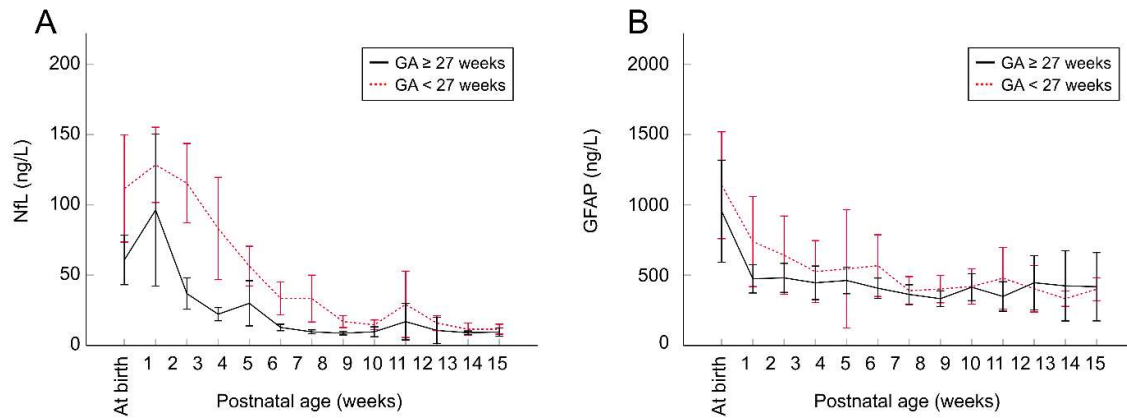 A
NfL (ng/L)
200
150
100
50
0
GA ≥ 27 weeks
GA < 27 weeks
At birth 1 2 3 4 5 6 7 8 9 10 11 12 13 14 15
Postnatal age (weeks)
B
GFAP (ng/L)
2000
1500
1000
500
0
GA ≥ 27 weeks
GA < 27 weeks
At birth 1 2 3 4 5 6 7 8 9 10 11 12 13 14 15
Postnatal age (weeks)